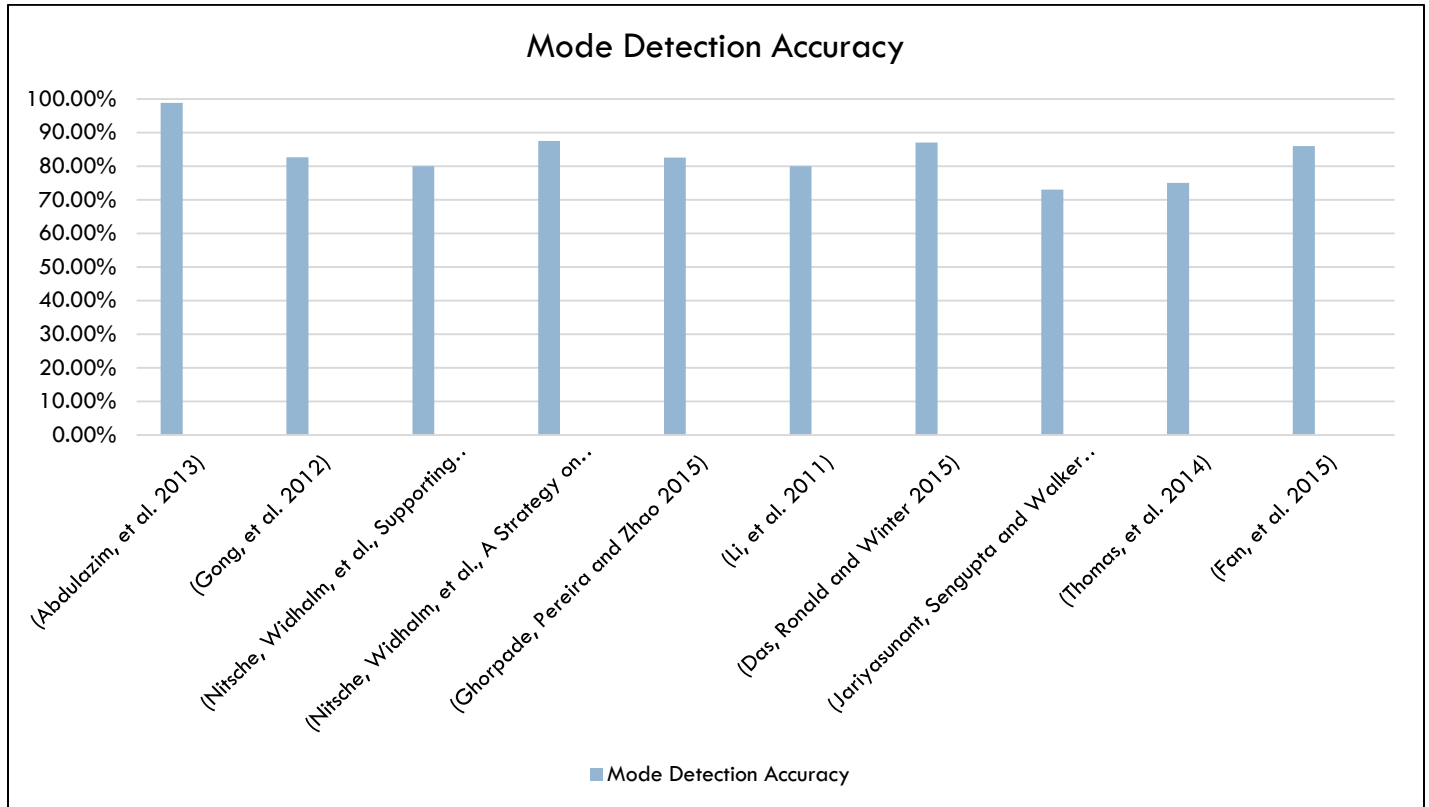 Mode Detection Accuracy
100.00%
90.00%
80.00%
70.00%
60.00%
50.00%
40.00%
30.00%
20.00%
10.00%
0.00%
(Abdulazim, et al. 2013)
(Gong, et al. 2012)
(Nitsche, Widhalm, et al., Supporting..
(Nitsche, Widhalm, et al., A Strategy on..
(Ghorpade, Pereira and Zhao 2015)
(Li, et al. 2011)
(Das, Ronald and Winter 2015)
(Jariyasunant, Sengupta and Walker..
(Thomas, et al. 2014)
(Fan, et al. 2015)
Mode Detection Accuracy